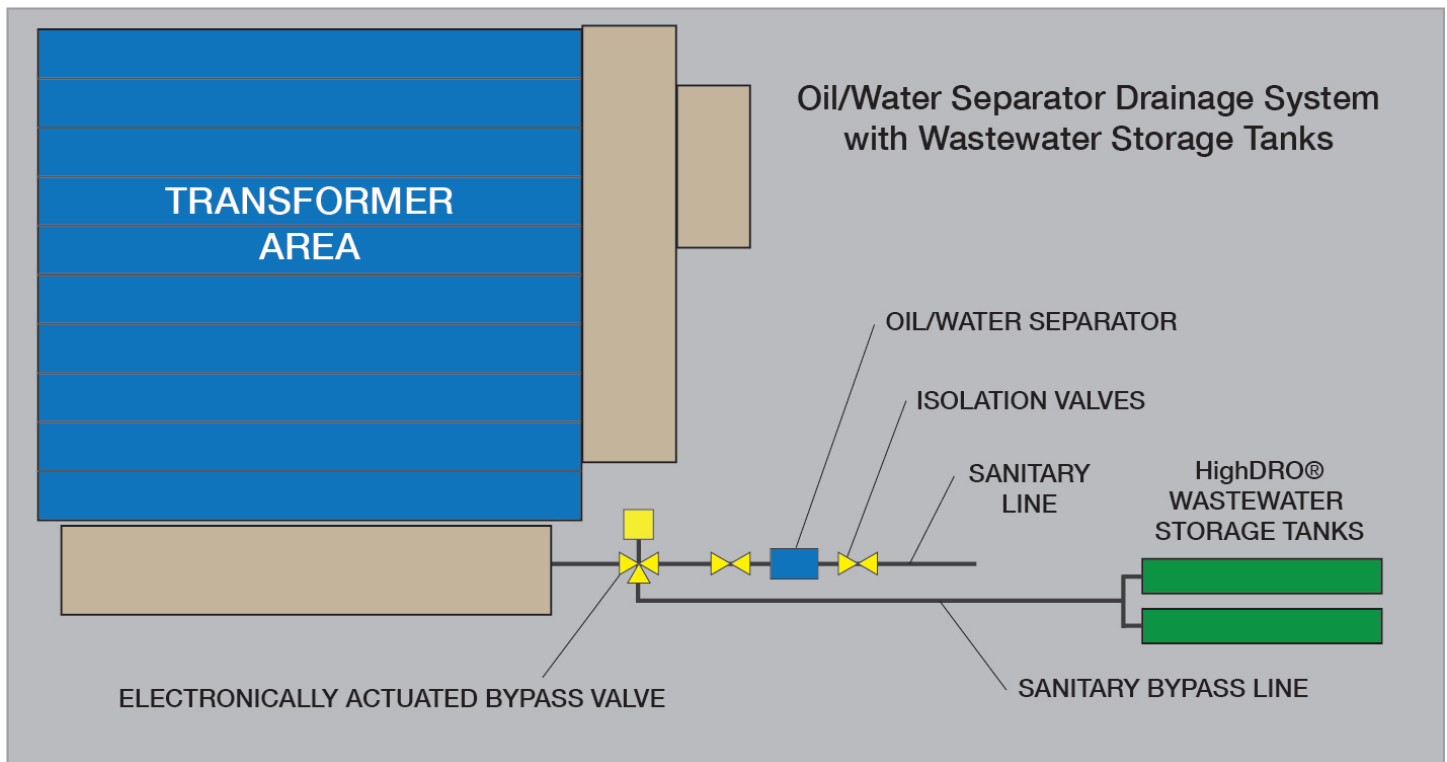 Oil/Water Separator Drainage System
with Wastewater Storage Tanks
TRANSFORMER
AREA
OIL/WATER SEPARATOR
ISOLATION VALVES
SANITARY
LINE
HighDRO®
WASTEWATER
STORAGE TANKS
ELECTRONICALLY ACTUATED BYPASS VALVE
SANITARY BYPASS LINE